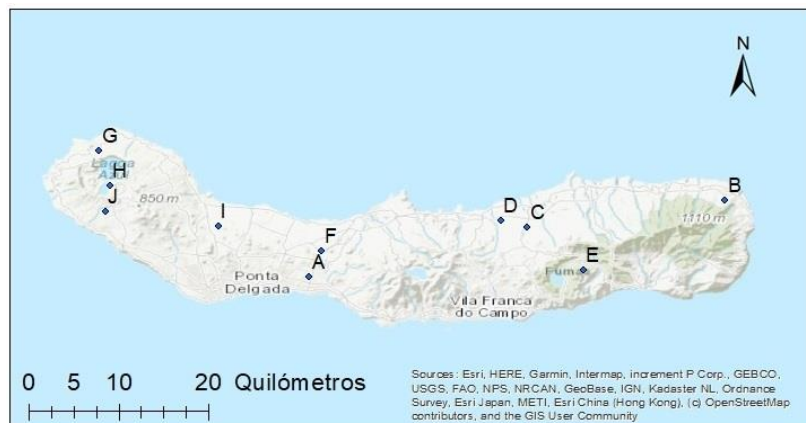 N
G
Lagoa
Azul
H
J
850 m
I
D
C
B
1110 m
F
A
E
Ponta
Delgada
Furnas
Vila Franca
do Campo
0 5 10 20 Quilómetros
Sources: Esri, HERE, Garmin, Intermap, increment P Corp., GEBCO,
USGS, FAO, NPS, NRCAN, GeoBase, IGN, Kadaster NL, Ordnance
Survey, Esri Japan, METI, Esri China (Hong Kong), (c) OpenStreetMap
contributors, and the GIS User Community